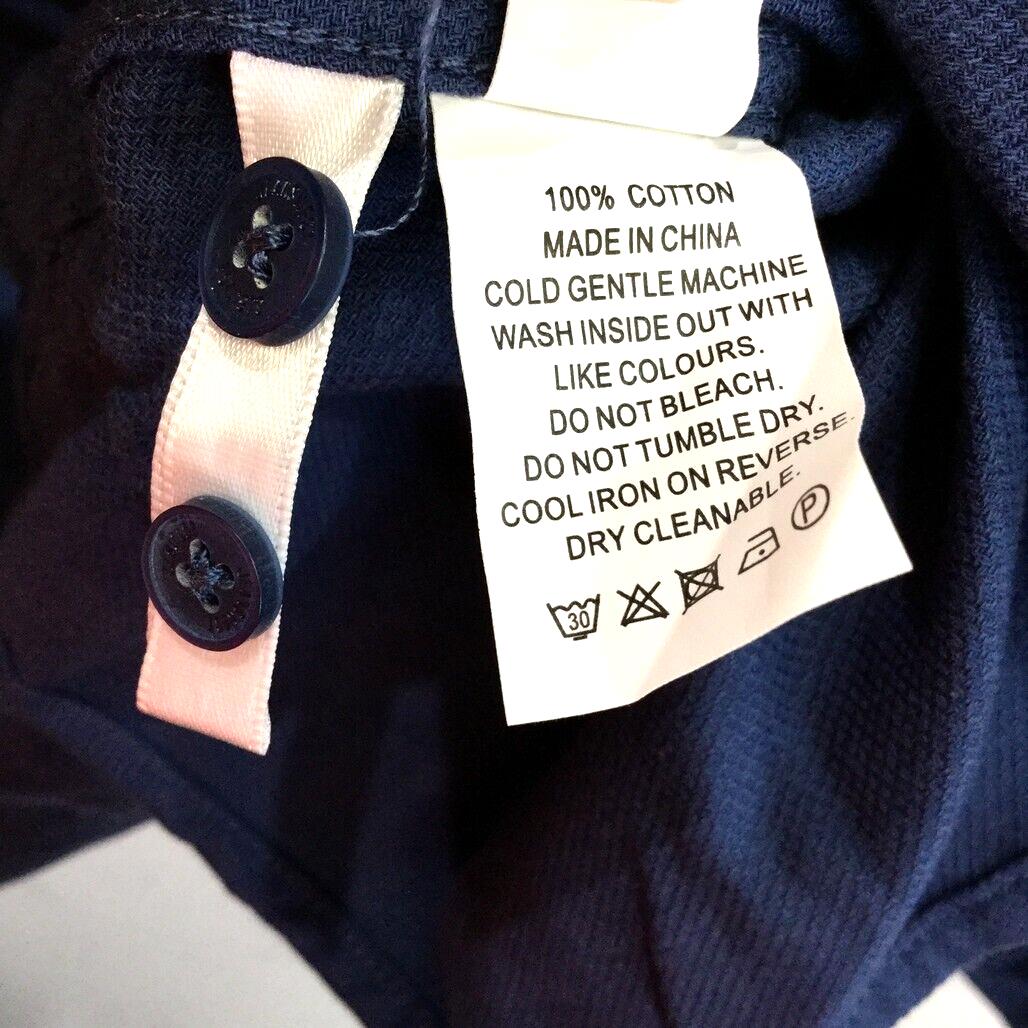 100% COTTON
MADE IN CHINA
COLD GENTLE MACHINE
WASH INSIDE OUT WITH
LIKE COLOURS.
DO NOT BLEACH.
DO NOT TUMBLE DRY.
COOL IRON ON REVERSE.
DRY CLEANABLE.
30
P